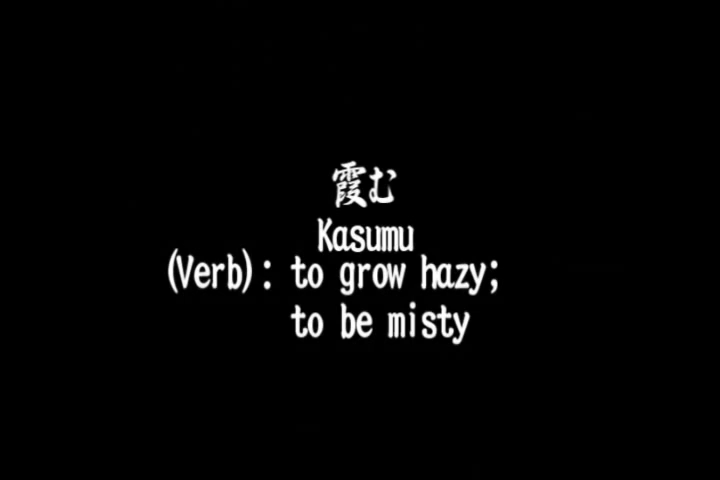 霞む
Kasumu
(Verb): to grow hazy;
to be misty